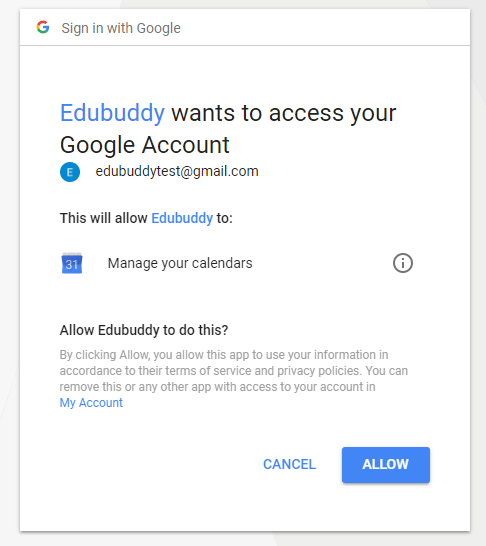 Sign in with Google
Edubuddy wants to access your
Google Account
E edubuddytest@gmail.com
This will allow Edubuddy to:
31 Manage your calendars
Allow Edubuddy to do this?
By clicking Allow, you allow this app to use your information in
accordance to their terms of service and privacy policies. You can
remove this or any other app with access to your account in
My Account
CANCEL ALLOW